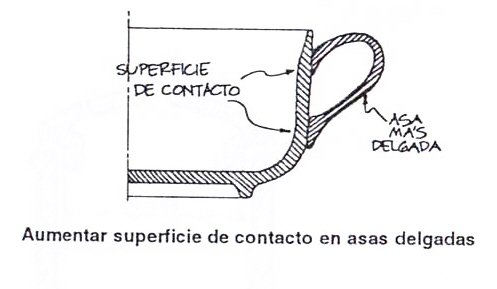 SUPERFICIE
DE CONTACTO
ASA
MÁS
DELGADA
Aumentar superficie de contacto en asas delgadas